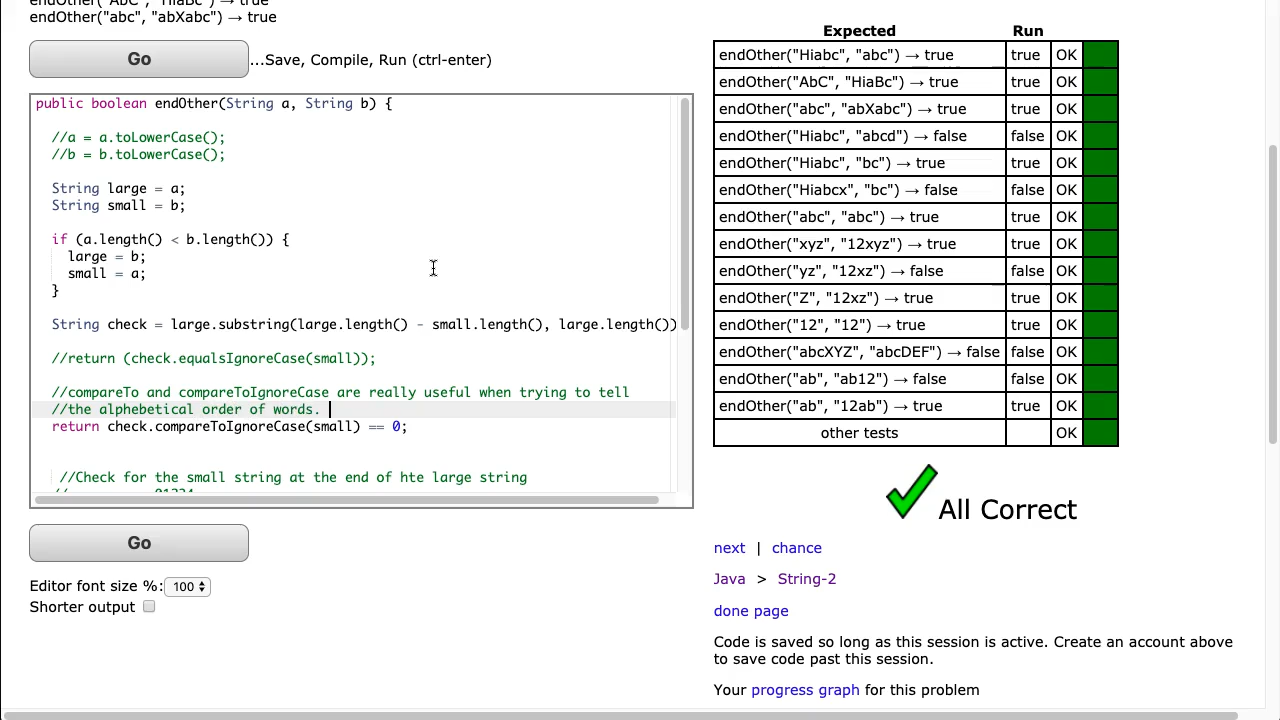 endOther("AbC", "HiaBc") → true
endOther("abc", "abXabc") → true
Go
...Save, Compile, Run (ctrl-enter)
public boolean endOther(String a, String b) {
//a = a.toLowerCase();
//b = b.toLowerCase();
String large = a;
String small = b;
if (a.length() < b.length()) {
large = b;
small = a;
}
String check = large.substring(large.length() - small.length(), large.length())
//return (check.equalsIgnoreCase(small));
//compareTo and compareToIgnoreCase are really useful when trying to tell
//the alphebetical order of words.
return check.compareToIgnoreCase(small) == 0;
//Check for the small string at the end of hte large string
Go
Editor font size %: 100
Shorter output
Expected Run
endOther("Hiabc", "abc") → true true OK
endOther("AbC", "HiaBc") → true true OK
endOther("abc", "abXabc") → true true OK
endOther("Hiabc", "abcd") → false false OK
endOther("Hiabc", "bc") → true true OK
endOther("Hiabcx", "bc") → false false OK
endOther("abc", "abc") → true true OK
endOther("xyz", "12xyz") → true true OK
endOther("yz", "12xz") → false false OK
endOther("Z", "12xz") → true true OK
endOther("12", "12") → true true OK
endOther("abcXYZ", "abcDEF") → false false OK
endOther("ab", "ab12") → false false OK
endOther("ab", "12ab") → true true OK
other tests OK
All Correct
next | chance
Java > String-2
done page
Code is saved so long as this session is active. Create an account above
to save code past this session.
Your progress graph for this problem